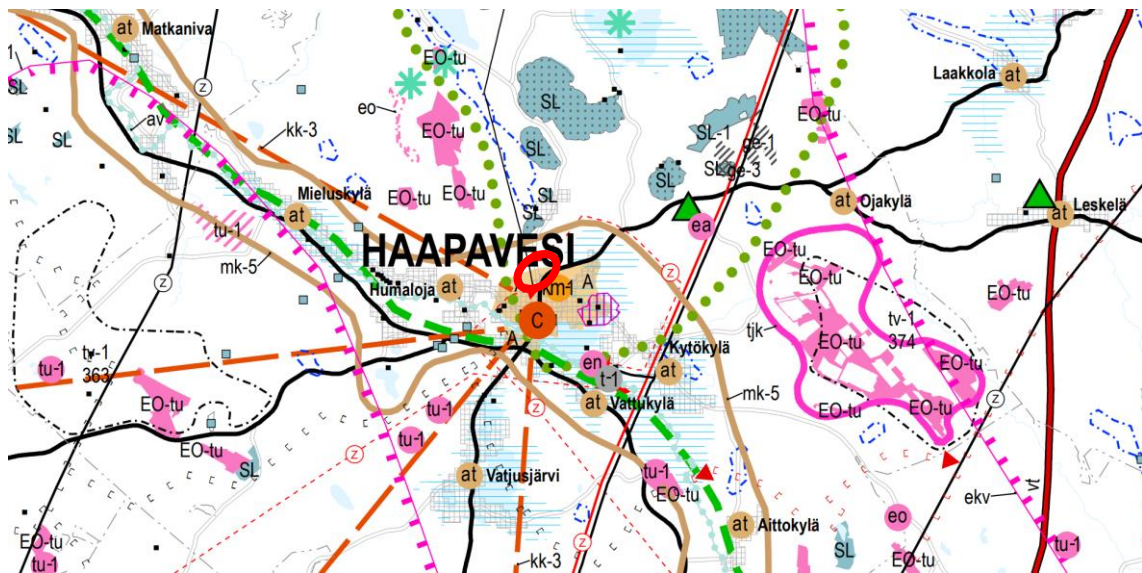 at
Matkaniva
SL
1
SL
av
z
kk-3
eo
EO-tu
EO-tu
EO-tu
EO-tu
SL
SL
SL
SL-1
ge-1
SL
ge-3
SL
EO-tu
Laakkola
at
Mieluskylä
at
tu-1
mk-5
z
HAAPAVESI
Humaloja
at
km-1
A
C
A
ea
z
at
Ojakylä
at
Leskelä
EO-tu
EO-tu
tjk
tv-1
374
EO-tu
EO-tu
EO-tu
EO-tu
z
tu-1
tv-1
363
EO-tu
EO-tu
SL
tu-1
tu-1
z
en
t-1
Kytökylä
at
at
Vattukylä
mk-5
z
at
Vatjusjärvi
tu-1
EO-tu
at
Aittokylä
z
kk-3
SL
eo
EO-tu
ekv
vt
tu-1
EO-tu
tu-1
z